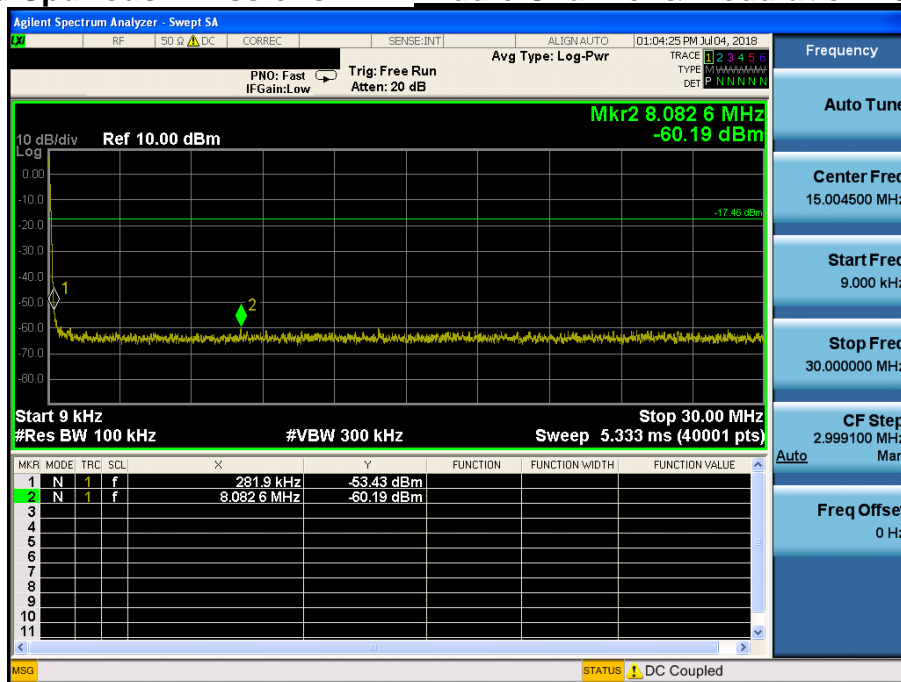 Agilent Spectrum Analyzer - Swept SA
LXI RF 50 Ω DC CORREC SENSE:INT ALIGN AUTO 01:04:25 PM Jul 04, 2018
Avg Type: Log-Pwr TRACE 1 2 3 4 5 6
PNO: Fast Trig: Free Run TYPE M WWWWW
IFGain:Low Atten: 20 dB DET P N N N N N
Mkr2 8.082 6 MHz
10 dB/div Ref 10.00 dBm -60.19 dBm
Log
0.00
-10.0
-17.46 dBm
-20.0
-30.0
-40.0
1
-50.0
2
-60.0
-70.0
-80.0
Start 9 kHz Stop 30.00 MHz
#Res BW 100 kHz #VBW 300 kHz Sweep 5.333 ms (40001 pts)
MKR MODE TRC SCL X Y FUNCTION FUNCTION WIDTH FUNCTION VALUE
1 N 1 f 281.9 kHz -53.43 dBm
2 N 1 f 8.082 6 MHz -60.19 dBm
3
4
5
6
7
8
9
10
11
MSG STATUS DC Coupled
Frequency
Auto Tune
Center Freq
15.004500 MHz
Start Freq
9.000 kHz
Stop Freq
30.000000 MHz
CF Step
2.999100 MHz
Auto Man
Freq Offset
0 Hz